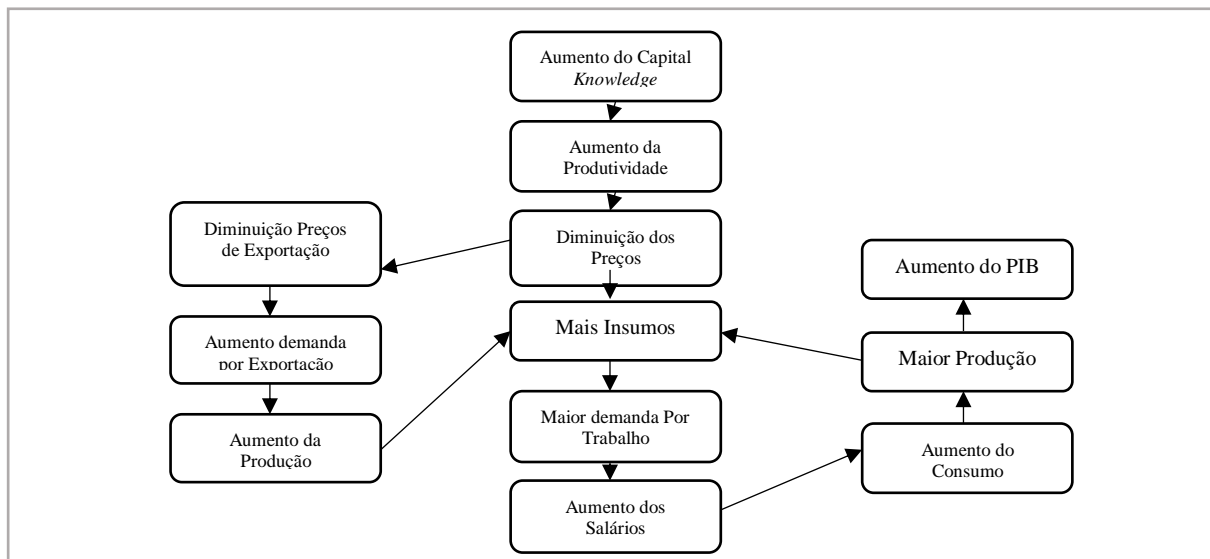 Aumento do Capital
Knowledge
Aumento da
Produtividade
Diminuição dos
Preços
Diminuição Preços
de Exportação
Aumento demanda
por Exportação
Aumento da
Produção
Mais Insumos
Maior demanda Por
Trabalho
Aumento dos
Salários
Aumento do PIB
Maior Produção
Aumento do
Consumo